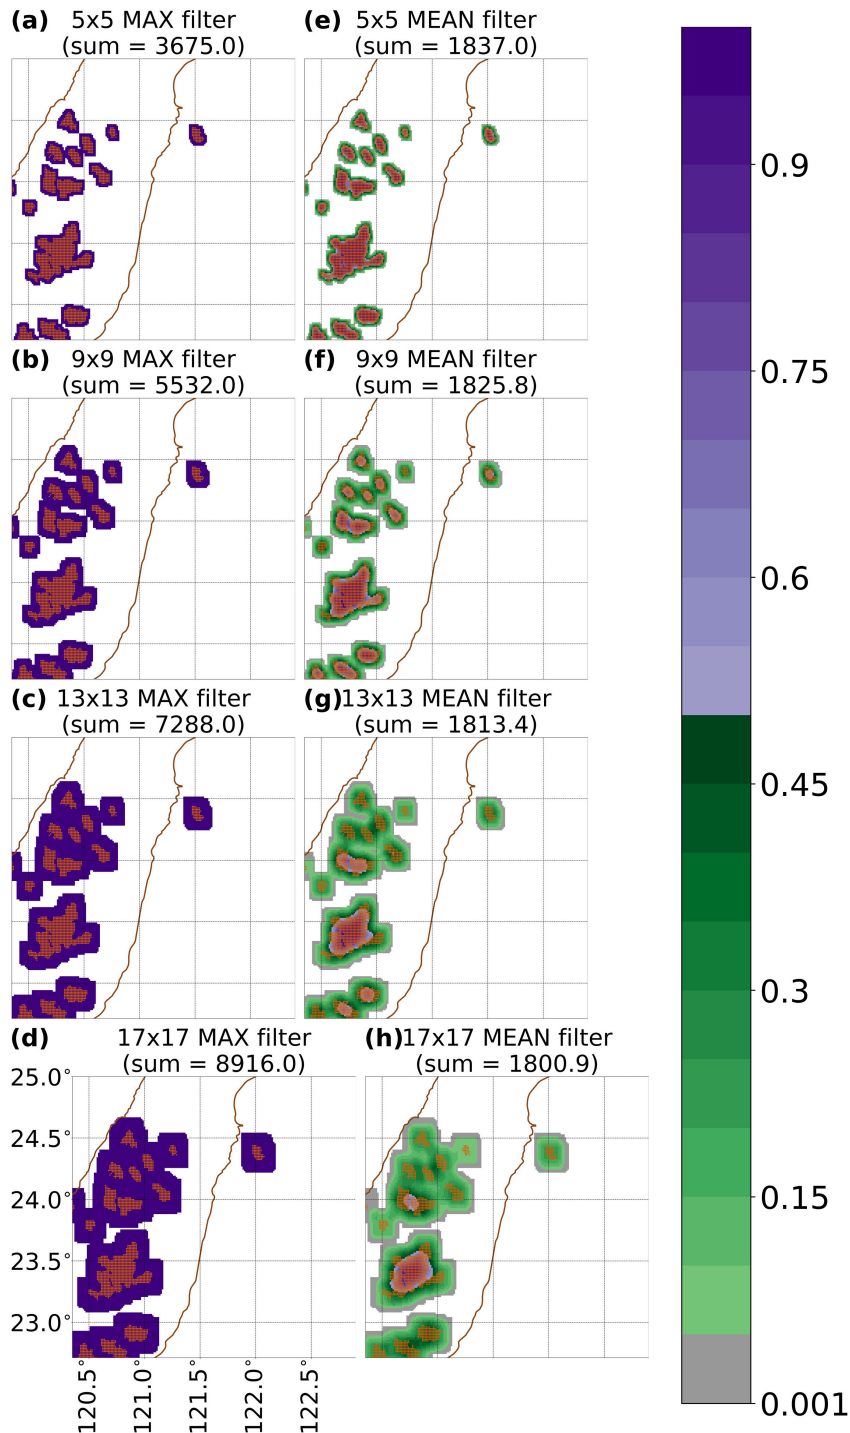 (a) 5x5 MAX filter
(sum = 3675.0)
(e) 5x5 MEAN filter
(sum = 1837.0)
(b) 9x9 MAX filter
(sum = 5532.0)
(f) 9x9 MEAN filter
(sum = 1825.8)
(c) 13x13 MAX filter
(sum = 7288.0)
(g) 13x13 MEAN filter
(sum = 1813.4)
(d) 17x17 MAX filter
(sum = 8916.0)
(h) 17x17 MEAN filter
(sum = 1800.9)
25.0°
24.5°
24.0°
23.5°
23.0°
120.5°
121.0°
121.5°
122.0°
122.5°
0.9
0.75
0.6
0.45
0.3
0.15
0.001